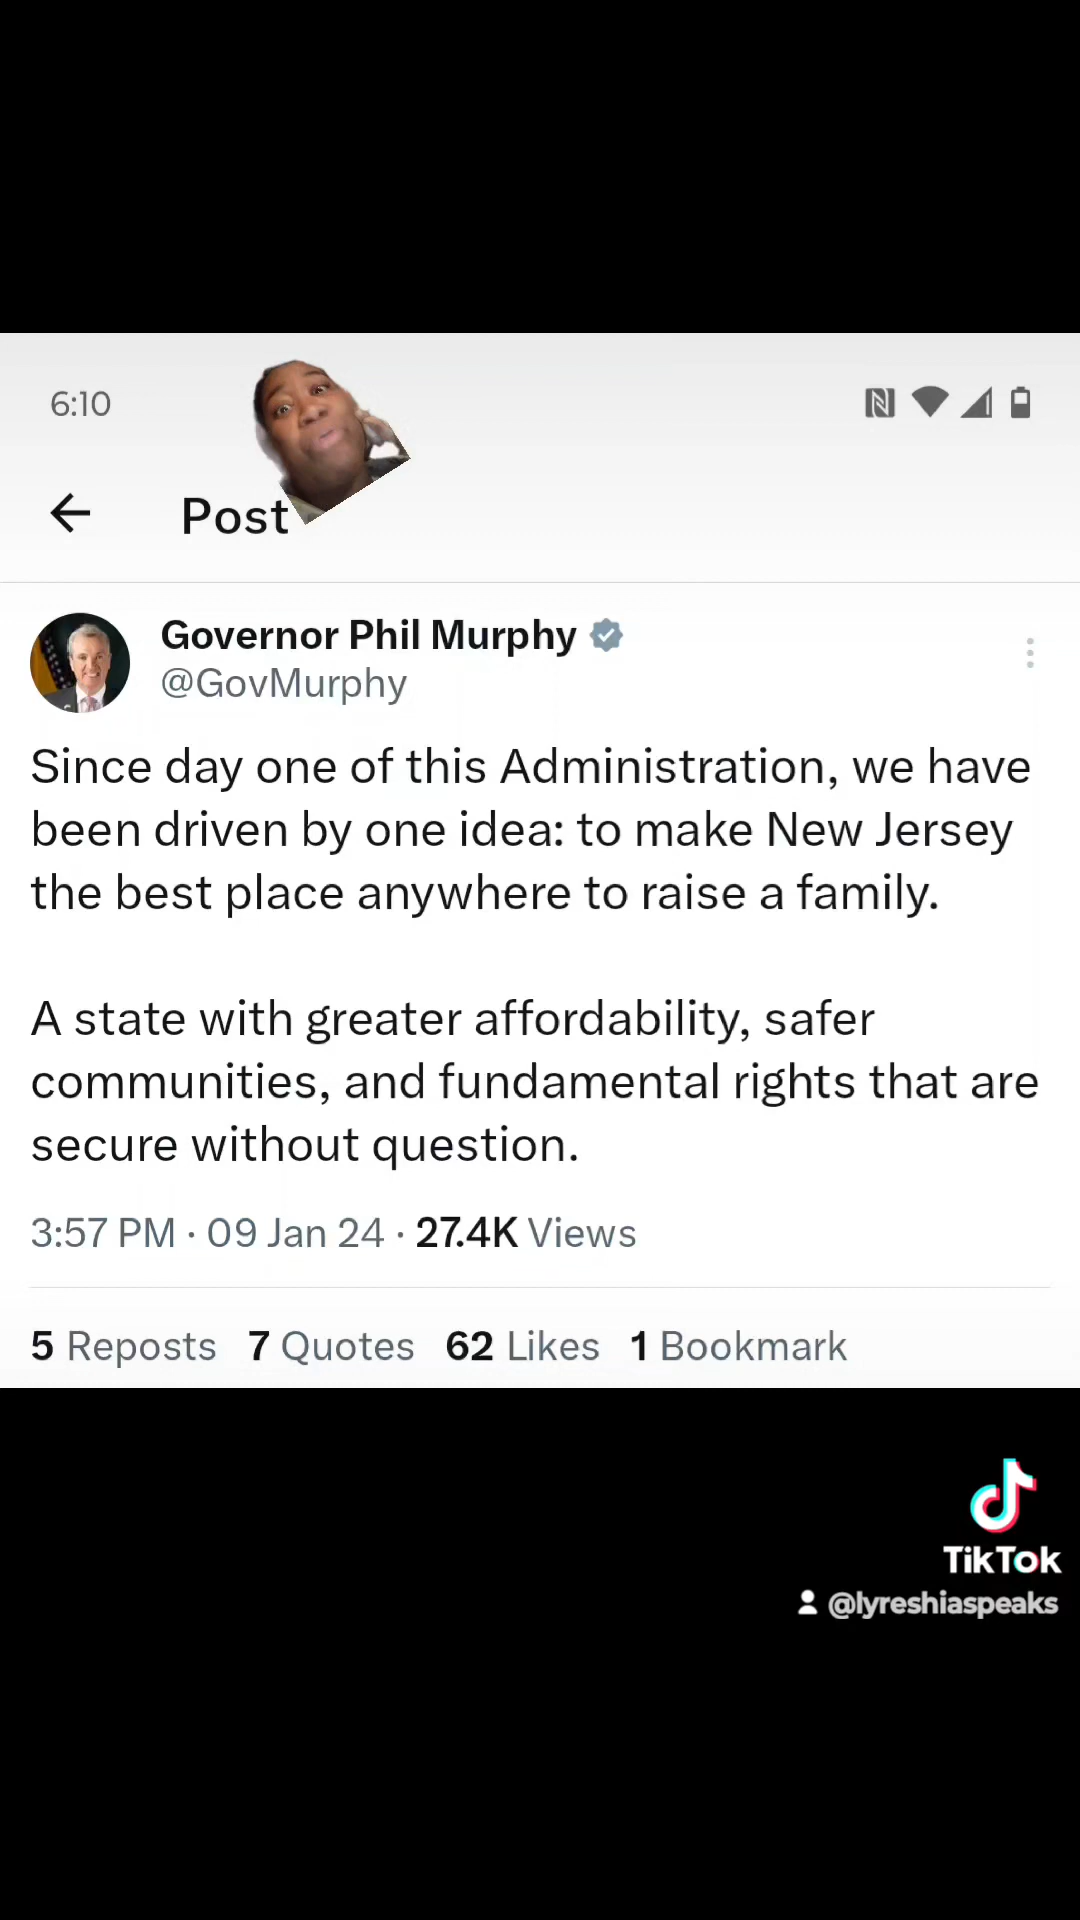 6:10
Post
Governor Phil Murphy
@GovMurphy
Since day one of this Administration, we have
been driven by one idea: to make New Jersey
the best place anywhere to raise a family.
A state with greater affordability, safer
communities, and fundamental rights that are
secure without question.
3:57 PM · 09 Jan 24 · 27.4K Views
5 Reposts 7 Quotes 62 Likes 1 Bookmark
TikTok
@lyreshiaspeaks